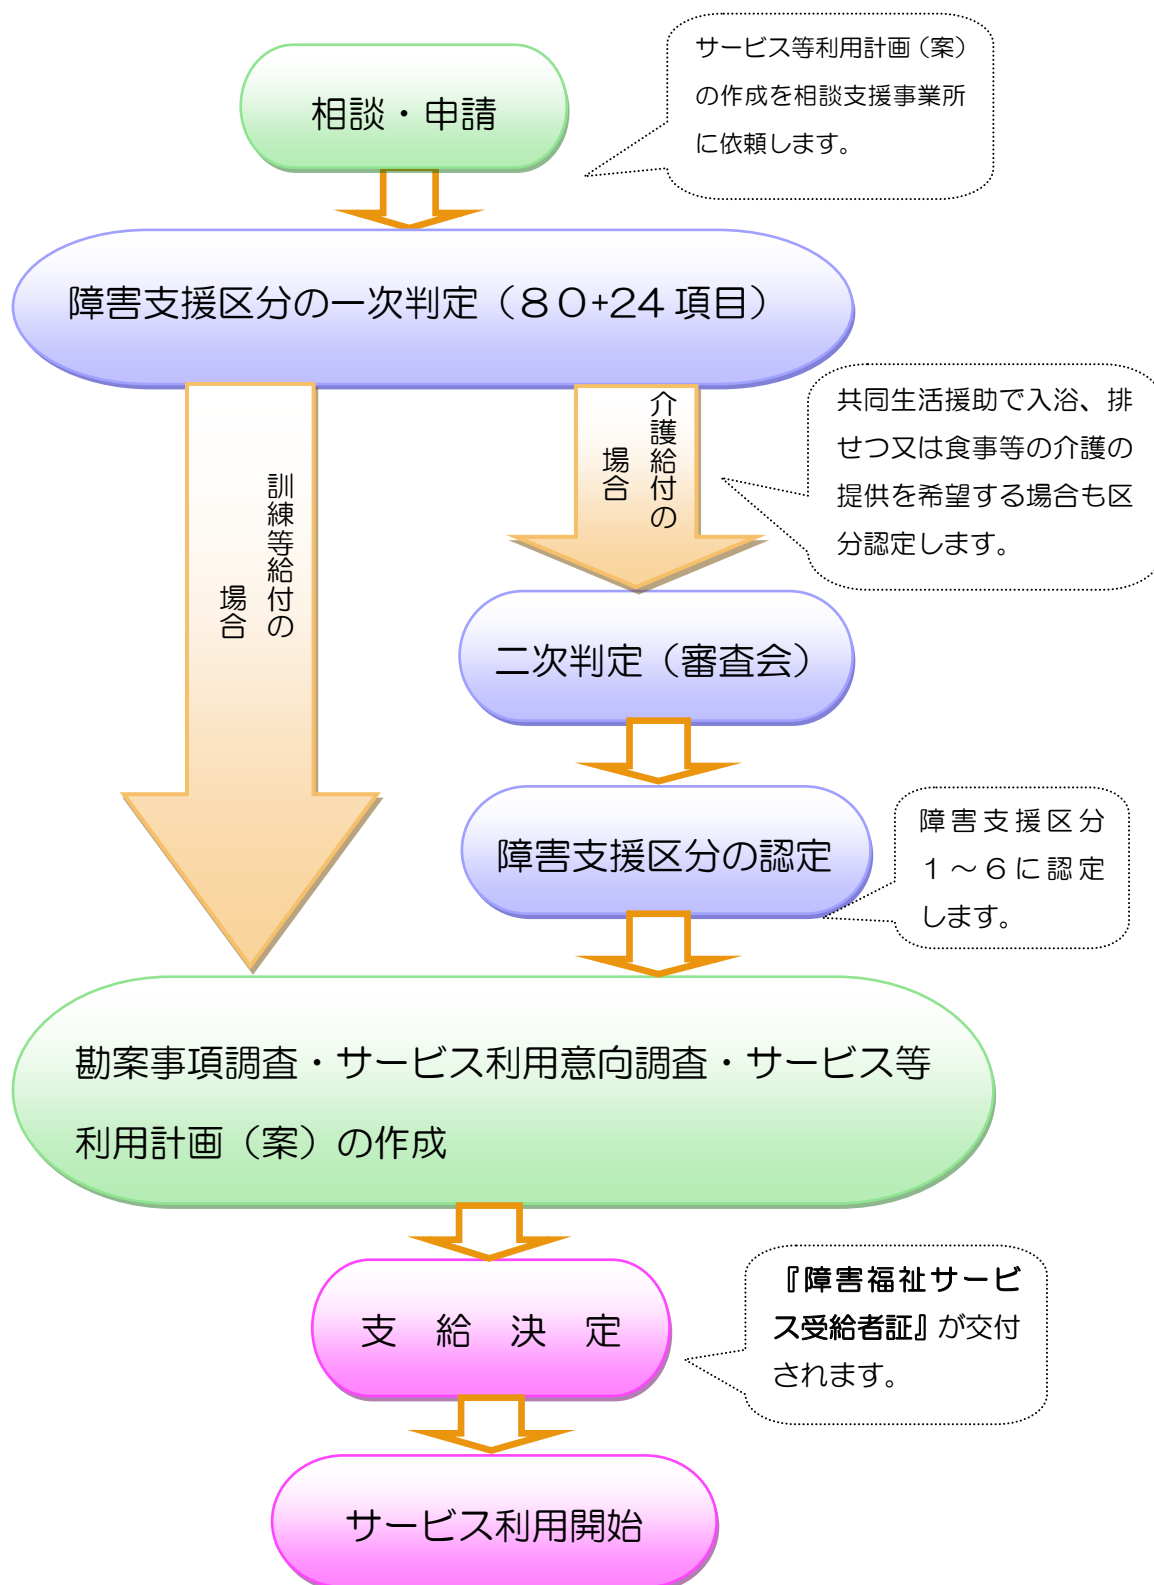 相談・申請
サービス等利用計画（案）
の作成を相談支援事業所
に依頼します。
障害支援区分の一次判定（８０+24 項目）
訓練等給付の
場合
介護給付の
場合
共同生活援助で入浴、排
せつ又は食事等の介護の
提供を希望する場合も区
分認定します。
二次判定（審査会）
障害支援区分の認定
障害支援区分
１～６に認定
します。
勘案事項調査・サービス利用意向調査・サービス等
利用計画（案）の作成
支　給　決　定
『障害福祉サービ
ス受給者証』が交付
されます。
サービス利用開始